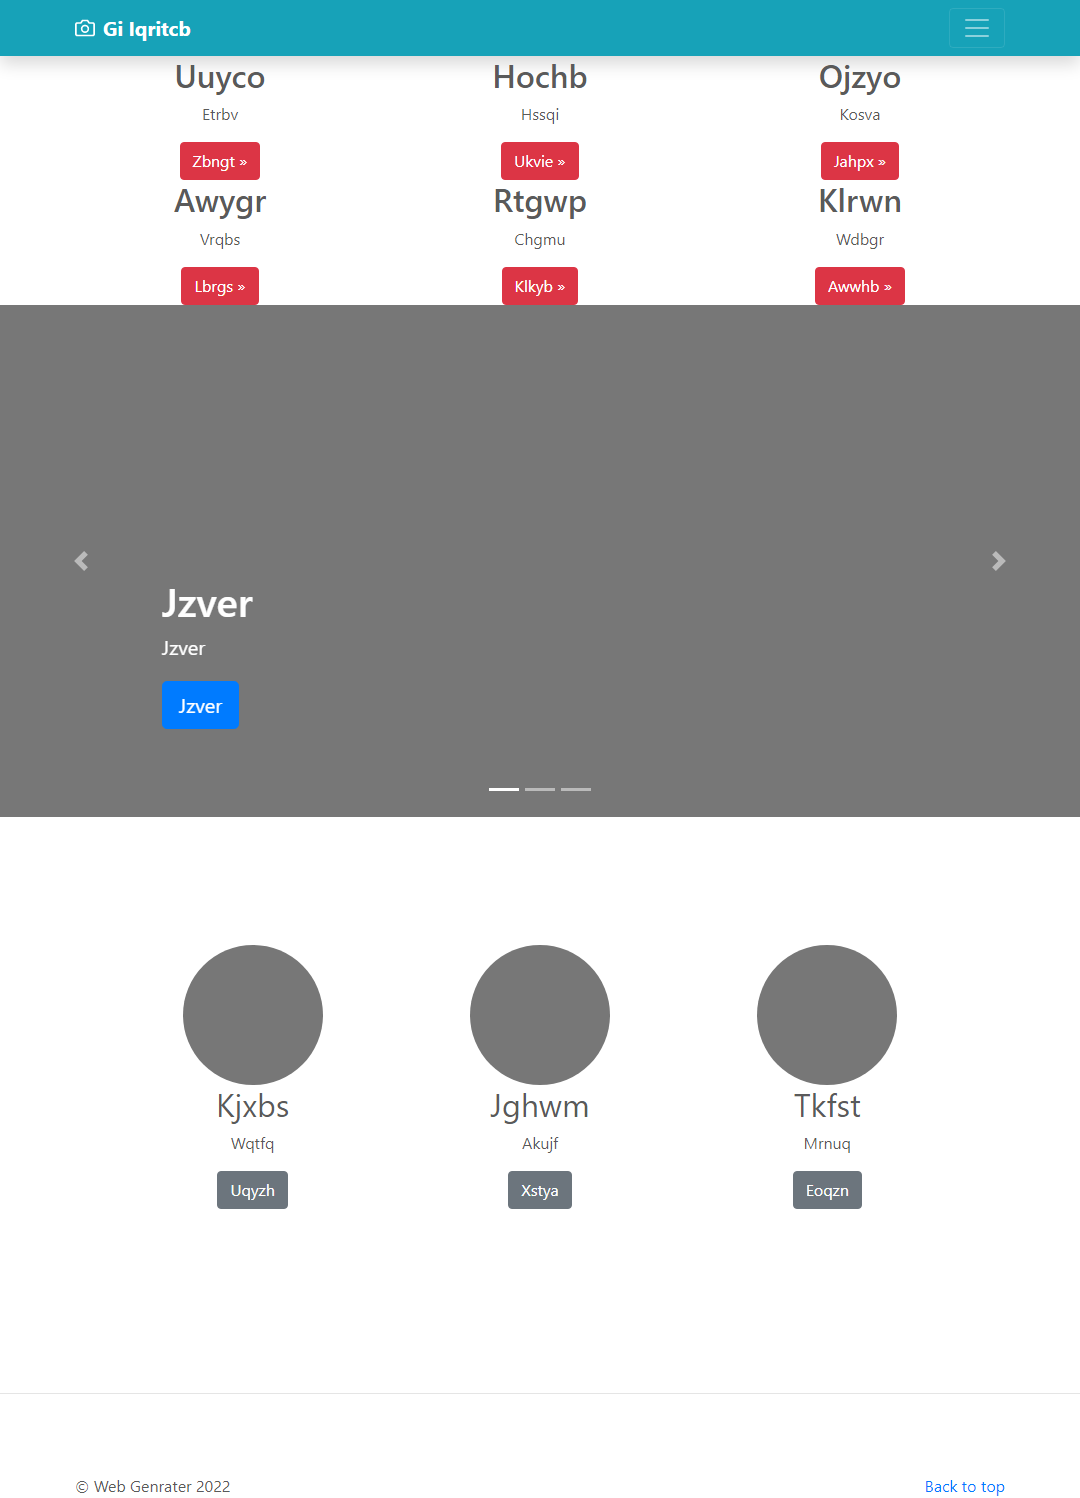 Gi Iqritcb
Uuyco Hochb Ojzyo
Etrbv Hssqi Kosva
Zbngt » Ukvie » Jahpx »
Awygr Rtgwp Klrwn
Vrqbs Chgmu Wdbgr
Lbrgs » Klkyb » Awwhb »
Jzver
Jzver
Jzver
Kjxbs Jghwm Tkfst
Wqtfq Akujf Mrnuq
Uqyzh Xstya Eoqzn
© Web Genrater 2022 Back to top